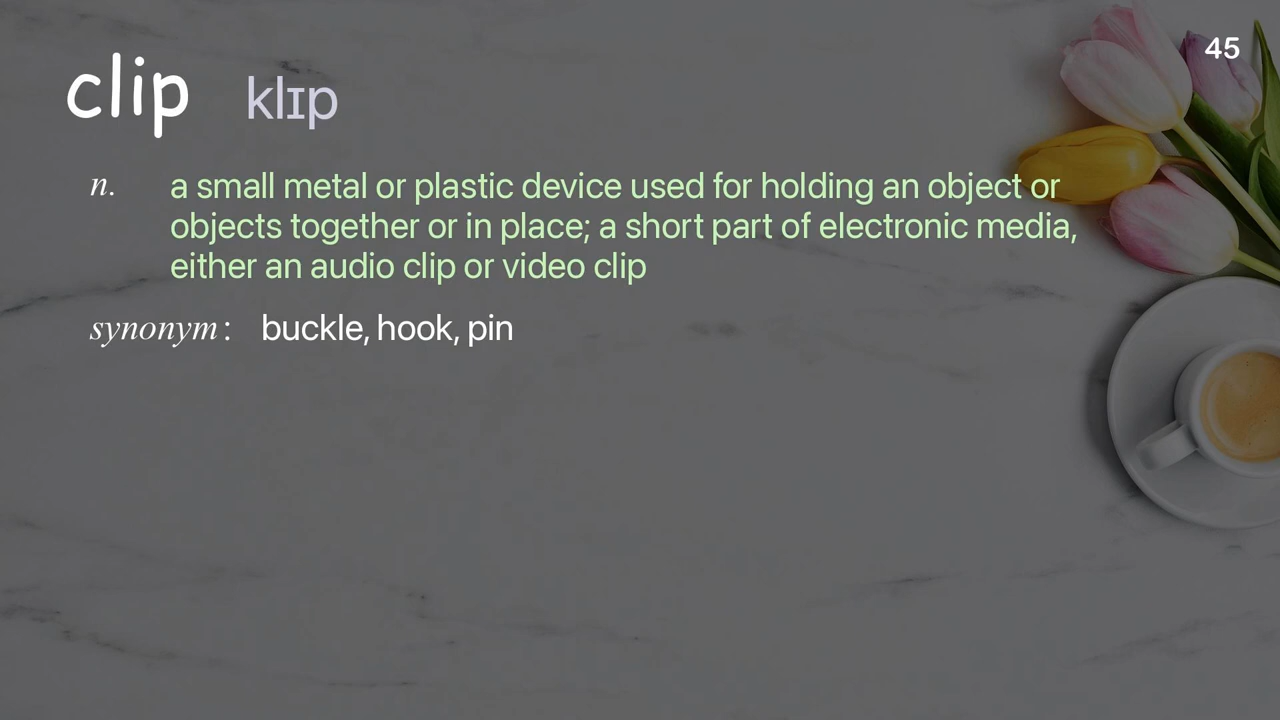 45
clip klɪp
n. a small metal or plastic device used for holding an object or
objects together or in place; a short part of electronic media,
either an audio clip or video clip
synonym: buckle, hook, pin